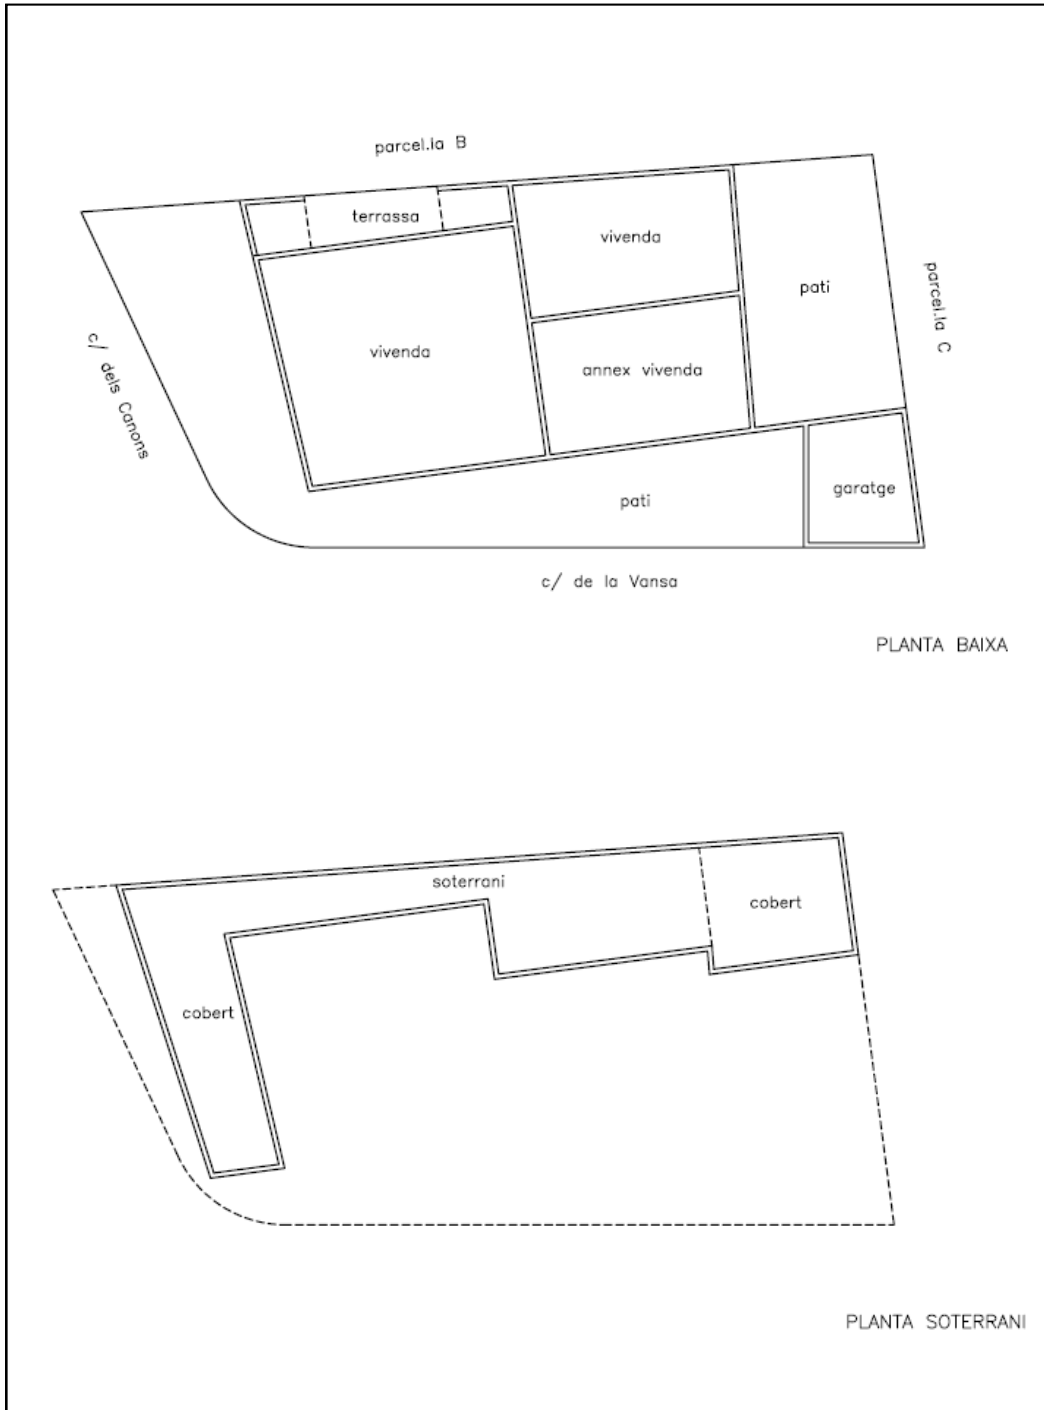 parcel.la B
terrassa
vivenda
pati
parcel.la C
vivenda
annex vivenda
c/ dels Canons
garatge
pati
c/ de la Vansa
PLANTA BAIXA
soterrani
cobert
cobert
PLANTA SOTERRANI